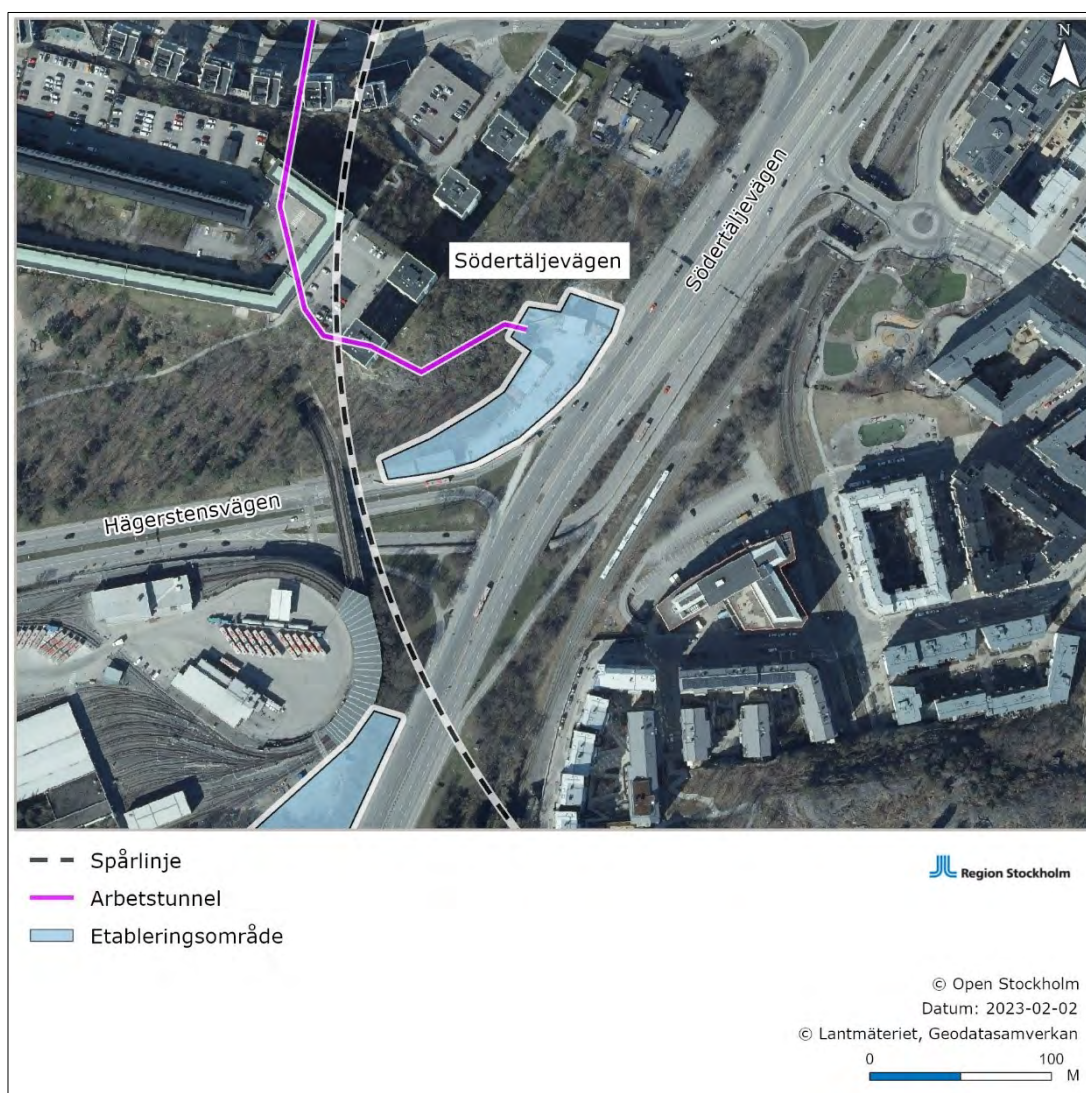 N
Södertäljevägen
Södertäljevägen
Hägerstensvägen
Spårlinje
Arbetstunnel
Etableringsområde
Region Stockholm
© Open Stockholm
Datum: 2023-02-02
© Lantmäteriet, Geodatasamverkan
0 100
M